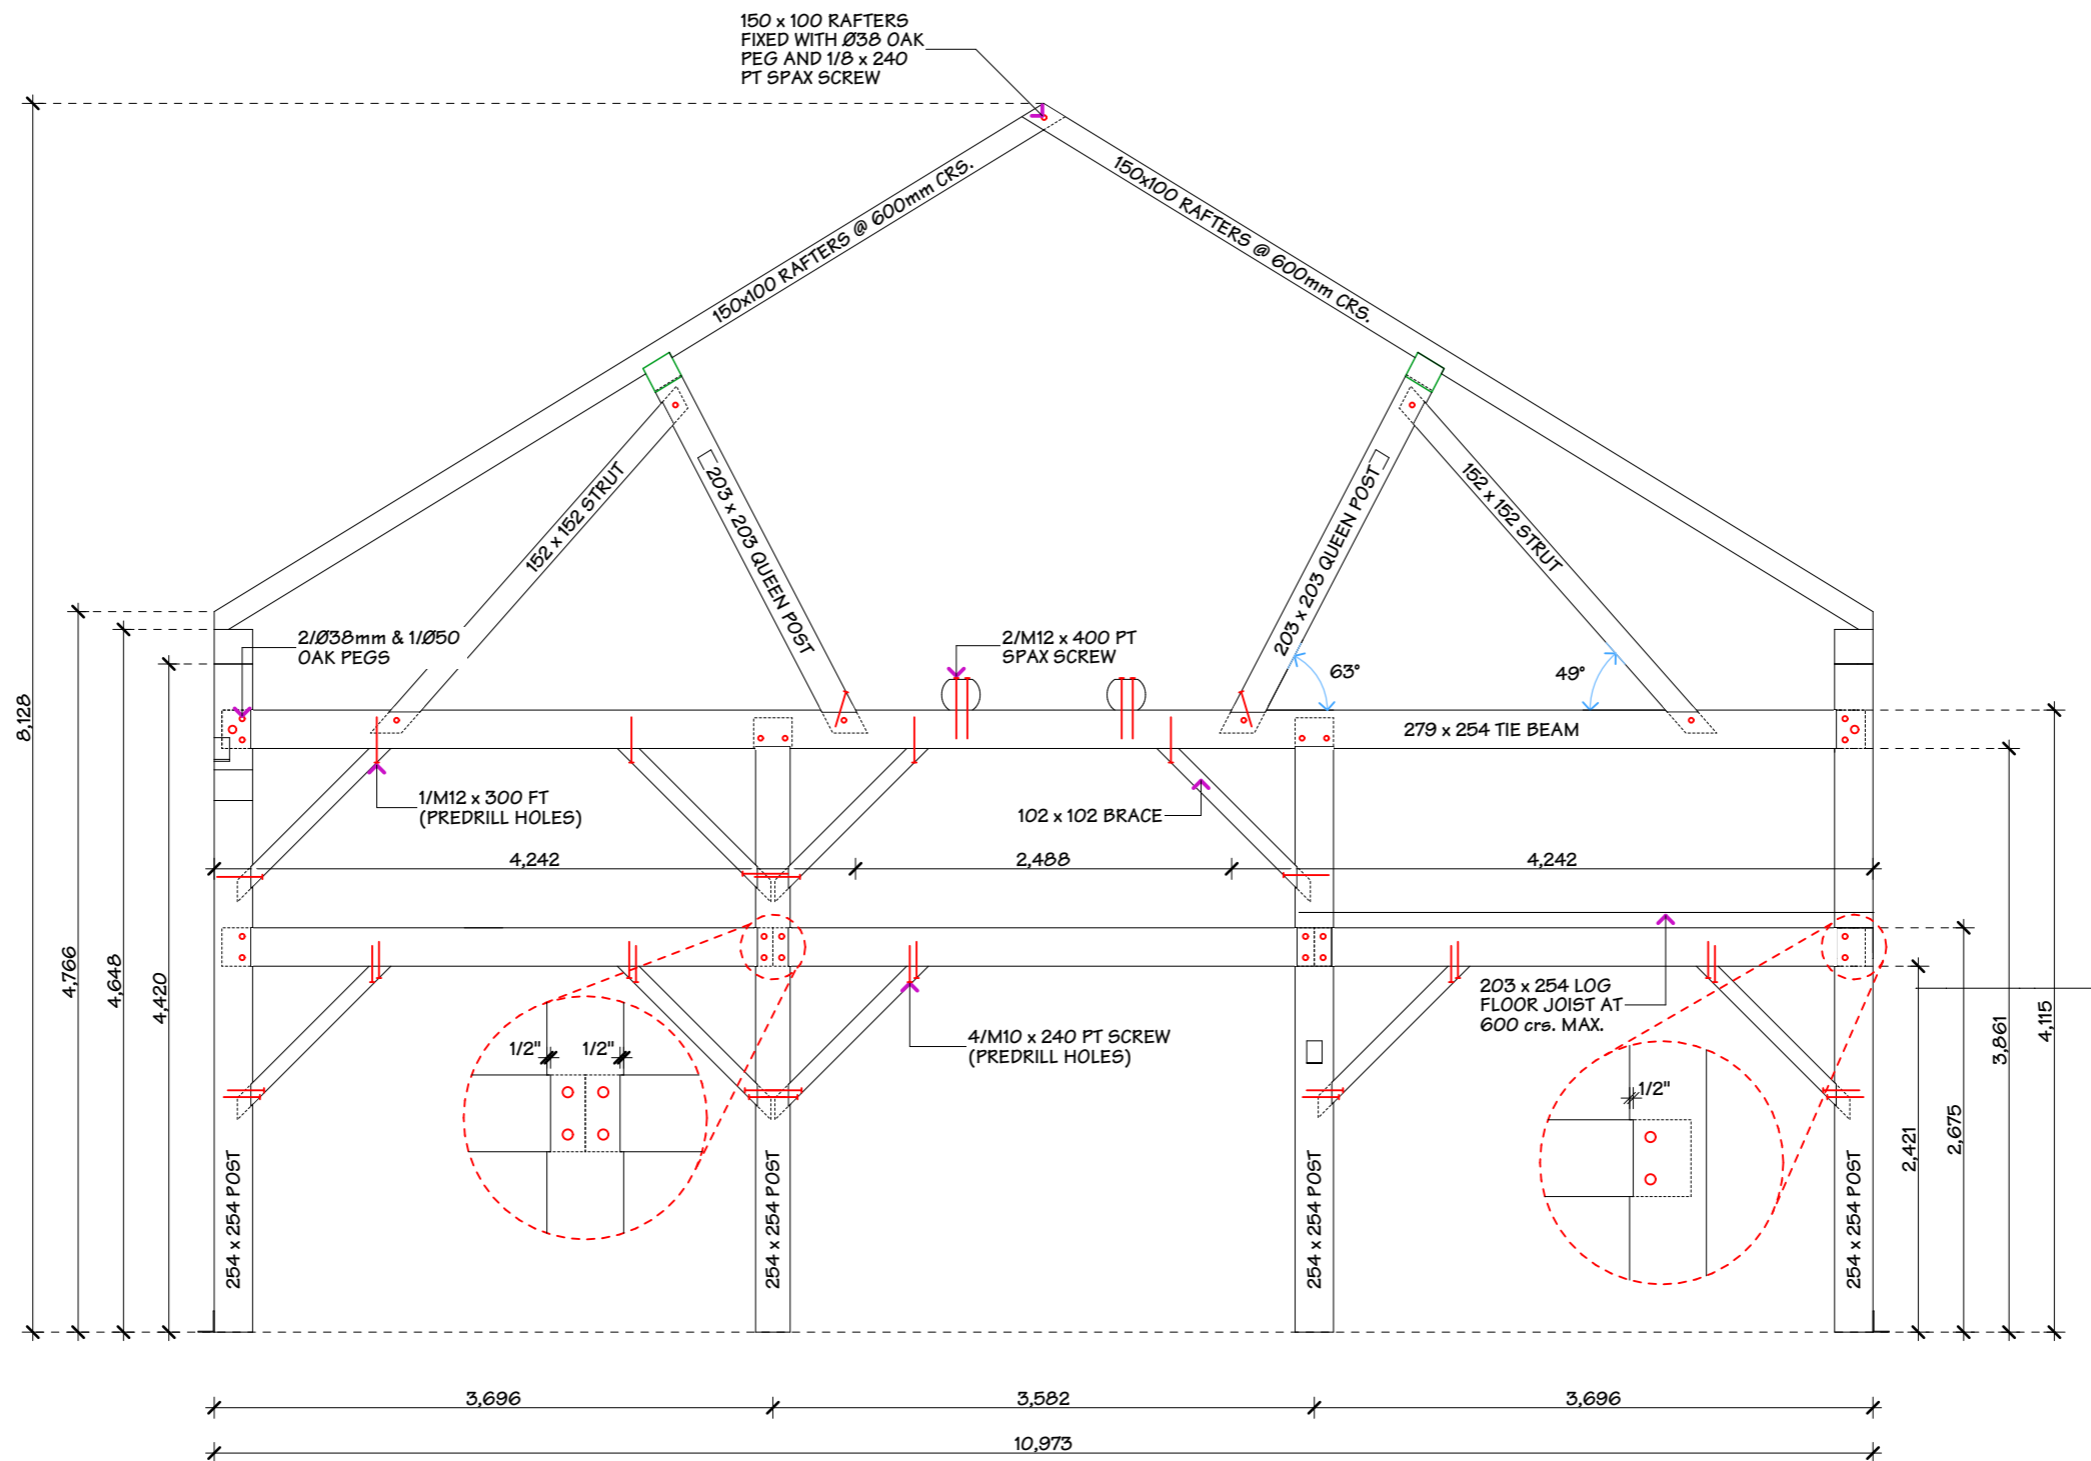 150 x 100 RAFTERS
FIXED WITH Ø38 OAK
PEG AND 1/8 x 240
PT SPAX SCREW
150x100 RAFTERS @ 600mm CRS.
150x100 RAFTERS @ 600mm CRS.
152 x 152 STRUT
203 x 203 QUEEN POST
203 x 203 QUEEN POST
152 x 152 STRUT
2/Ø38mm & 1/Ø50
OAK PEGS
2/M12 x 400 PT
SPAX SCREW
63°
49°
279 x 254 TIE BEAM
1/M12 x 300 FT
(PREDRILL HOLES)
102 x 102 BRACE
4,242
2,488
4,242
8,128
4,766
4,648
4,420
203 x 254 LOG
FLOOR JOIST AT
600 crs. MAX.
4/M10 x 240 PT SCREW
(PREDRILL HOLES)
1/2"
1/2"
1/2"
2,421
2,675
3,861
4,115
254 x 254 POST
254 x 254 POST
254 x 254 POST
254 x 254 POST
3,696
3,582
3,696
10,973